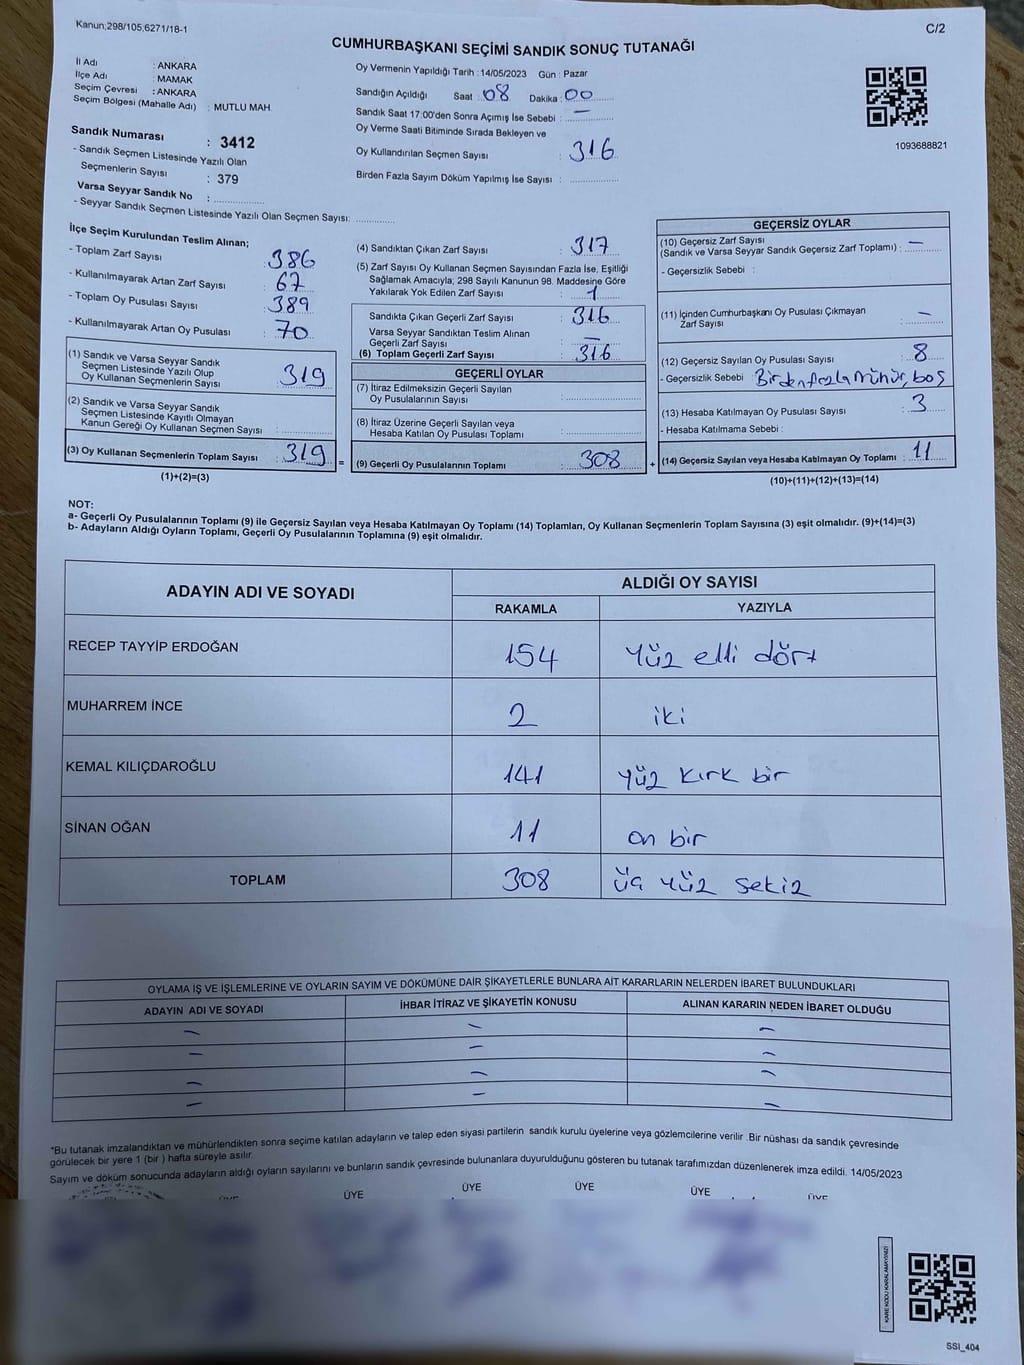 Kanun;298/105,6271/18-1
C/2
CUMHURBAŞKANI SEÇİMİ SANDIK SONUÇ TUTANAĞI
İl Adı : ANKARA
İlçe Adı : MAMAK
Seçim Çevresi : ANKARA
Seçim Bölgesi (Mahalle Adı) : MUTLU MAH.
Sandık Numarası : 3412
- Sandık Seçmen Listesinde Yazılı Olan
Seçmenlerin Sayısı : 379
Varsa Seyyar Sandık No :
- Seyyar Sandık Seçmen Listesinde Yazılı Olan Seçmen Sayısı:
Oy Vermenin Yapıldığı Tarih : 14/05/2023 Gün : Pazar
Sandığın Açıldığı Saat : 08 Dakika : 00
Sandık Saat 17:00'den Sonra Açımış İse Sebebi : —
Oy Verme Saati Bitiminde Sırada Bekleyen ve
Oy Kullandırılan Seçmen Sayısı : 316
Birden Fazla Sayım Döküm Yapılmış İse Sayısı :
1093688821
İlçe Seçim Kurulundan Teslim Alınan;
- Toplam Zarf Sayısı : 386
- Kullanılmayarak Artan Zarf Sayısı : 67
- Toplam Oy Pusulası Sayısı : 389
- Kullanılmayarak Artan Oy Pusulası : 70
(1) Sandık ve Varsa Seyyar Sandık
Seçmen Listesinde Yazılı Olup
Oy Kullanan Seçmenlerin Sayısı : 319
(2) Sandık ve Varsa Seyyar Sandık
Seçmen Listesinde Kayıtlı Olmayan
Kanun Gereği Oy Kullanan Seçmen Sayısı :
(3) Oy Kullanan Seçmenlerin Toplam Sayısı : 319 =
(1)+(2)=(3)
(4) Sandıktan Çıkan Zarf Sayısı : 317
(5) Zarf Sayısı Oy Kullanan Seçmen Sayısından Fazla İse, Eşitliği
Sağlamak Amacıyla, 298 Sayılı Kanunun 98. Maddesine Göre
Yakılarak Yok Edilen Zarf Sayısı : 1
Sandıkta Çıkan Geçerli Zarf Sayısı : 316
Varsa Seyyar Sandıktan Teslim Alınan
Geçerli Zarf Sayısı : —
(6) Toplam Geçerli Zarf Sayısı : 316
GEÇERLİ OYLAR
(7) İtiraz Edilmeksizin Geçerli Sayılan
Oy Pusulalarının Sayısı :
(8) İtiraz Üzerine Geçerli Sayılan veya
Hesaba Katılan Oy Pusulası Toplamı :
(9) Geçerli Oy Pusulalarının Toplamı : 308 +
GEÇERSİZ OYLAR
(10) Geçersiz Zarf Sayısı
(Sandık ve Varsa Seyyar Sandık Geçersiz Zarf Toplamı) : —
- Geçersizlik Sebebi :
(11) İçinden Cumhurbaşkanı Oy Pusulası Çıkmayan
Zarf Sayısı : —
(12) Geçersiz Sayılan Oy Pusulası Sayısı : 8
- Geçersizlik Sebebi : Birden fazla mühür, boş
(13) Hesaba Katılmayan Oy Pusulası Sayısı : 3
- Hesaba Katılmama Sebebi :
(14) Geçersiz Sayılan veya Hesaba Katılmayan Oy Toplamı : 11
(10)+(11)+(12)+(13)=(14)
NOT:
a- Geçerli Oy Pusulalarının Toplamı (9) ile Geçersiz Sayılan veya Hesaba Katılmayan Oy Toplamı (14) Toplamları, Oy Kullanan Seçmenlerin Toplam Sayısına (3) eşit olmalıdır. (9)+(14)=(3)
b- Adayların Aldığı Oyların Toplamı, Geçerli Oy Pusulalarının Toplamına (9) eşit olmalıdır.
ADAYIN ADI VE SOYADI ALDIĞI OY SAYISI
RAKAMLA YAZIYLA
RECEP TAYYİP ERDOĞAN 154 Yüz elli dört
MUHARREM İNCE 2 iki
KEMAL KILIÇDAROĞLU 141 yüz kırk bir
SİNAN OĞAN 11 on bir
TOPLAM 308 üç yüz sekiz
OYLAMA İŞ VE İŞLEMLERİNE VE OYLARIN SAYIM VE DÖKÜMÜNE DAİR ŞİKAYETLERLE BUNLARA AİT KARARLARIN NELERDEN İBARET BULUNDUKLARI
ADAYIN ADI VE SOYADI İHBAR İTİRAZ VE ŞİKAYETİN KONUSU ALINAN KARARIN NEDEN İBARET OLDUĞU
— — —
— — —
— — —
— — —
*Bu tutanak imzalandıktan ve mühürlendikten sonra seçime katılan adayların ve talep eden siyasi partilerin sandık kurulu üyelerine veya gözlemcilerine verilir .Bir nüshası da sandık çevresinde
görülecek bir yere 1 (bir ) hafta süreyle asılır.
Sayım ve döküm sonucunda adayların aldığı oyların sayılarını ve bunların sandık çevresinde bulunanlara duyurulduğunu gösteren bu tutanak tarafımızdan düzenlenerek imza edildi. 14/05/2023
ÜYE ÜYE ÜYE ÜYE ÜYE ÜYE
KARE KODU KARALAMAYINIZ!
SSI_404